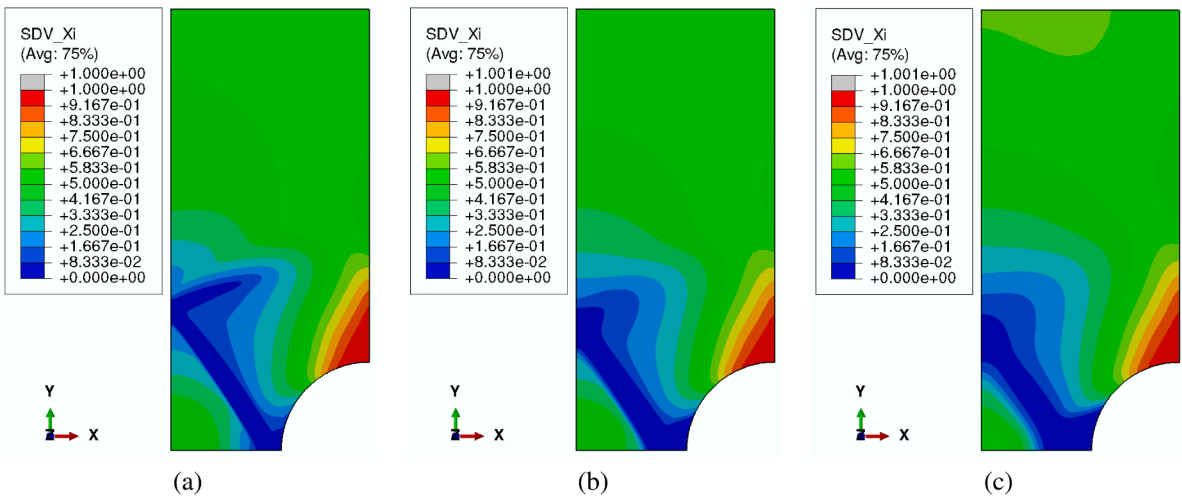 SDV_Xi
(Avg: 75%)
+1.000e+00
+1.000e+00
+9.167e-01
+8.333e-01
+7.500e-01
+6.667e-01
+5.833e-01
+5.000e-01
+4.167e-01
+3.333e-01
+2.500e-01
+1.667e-01
+8.333e-02
+0.000e+00
Y
Z X
(a)
SDV_Xi
(Avg: 75%)
+1.001e+00
+1.000e+00
+9.167e-01
+8.333e-01
+7.500e-01
+6.667e-01
+5.833e-01
+5.000e-01
+4.167e-01
+3.333e-01
+2.500e-01
+1.667e-01
+8.333e-02
+0.000e+00
Y
Z X
(b)
SDV_Xi
(Avg: 75%)
+1.001e+00
+1.000e+00
+9.167e-01
+8.333e-01
+7.500e-01
+6.667e-01
+5.833e-01
+5.000e-01
+4.167e-01
+3.333e-01
+2.500e-01
+1.667e-01
+8.333e-02
+0.000e+00
Y
Z X
(c)